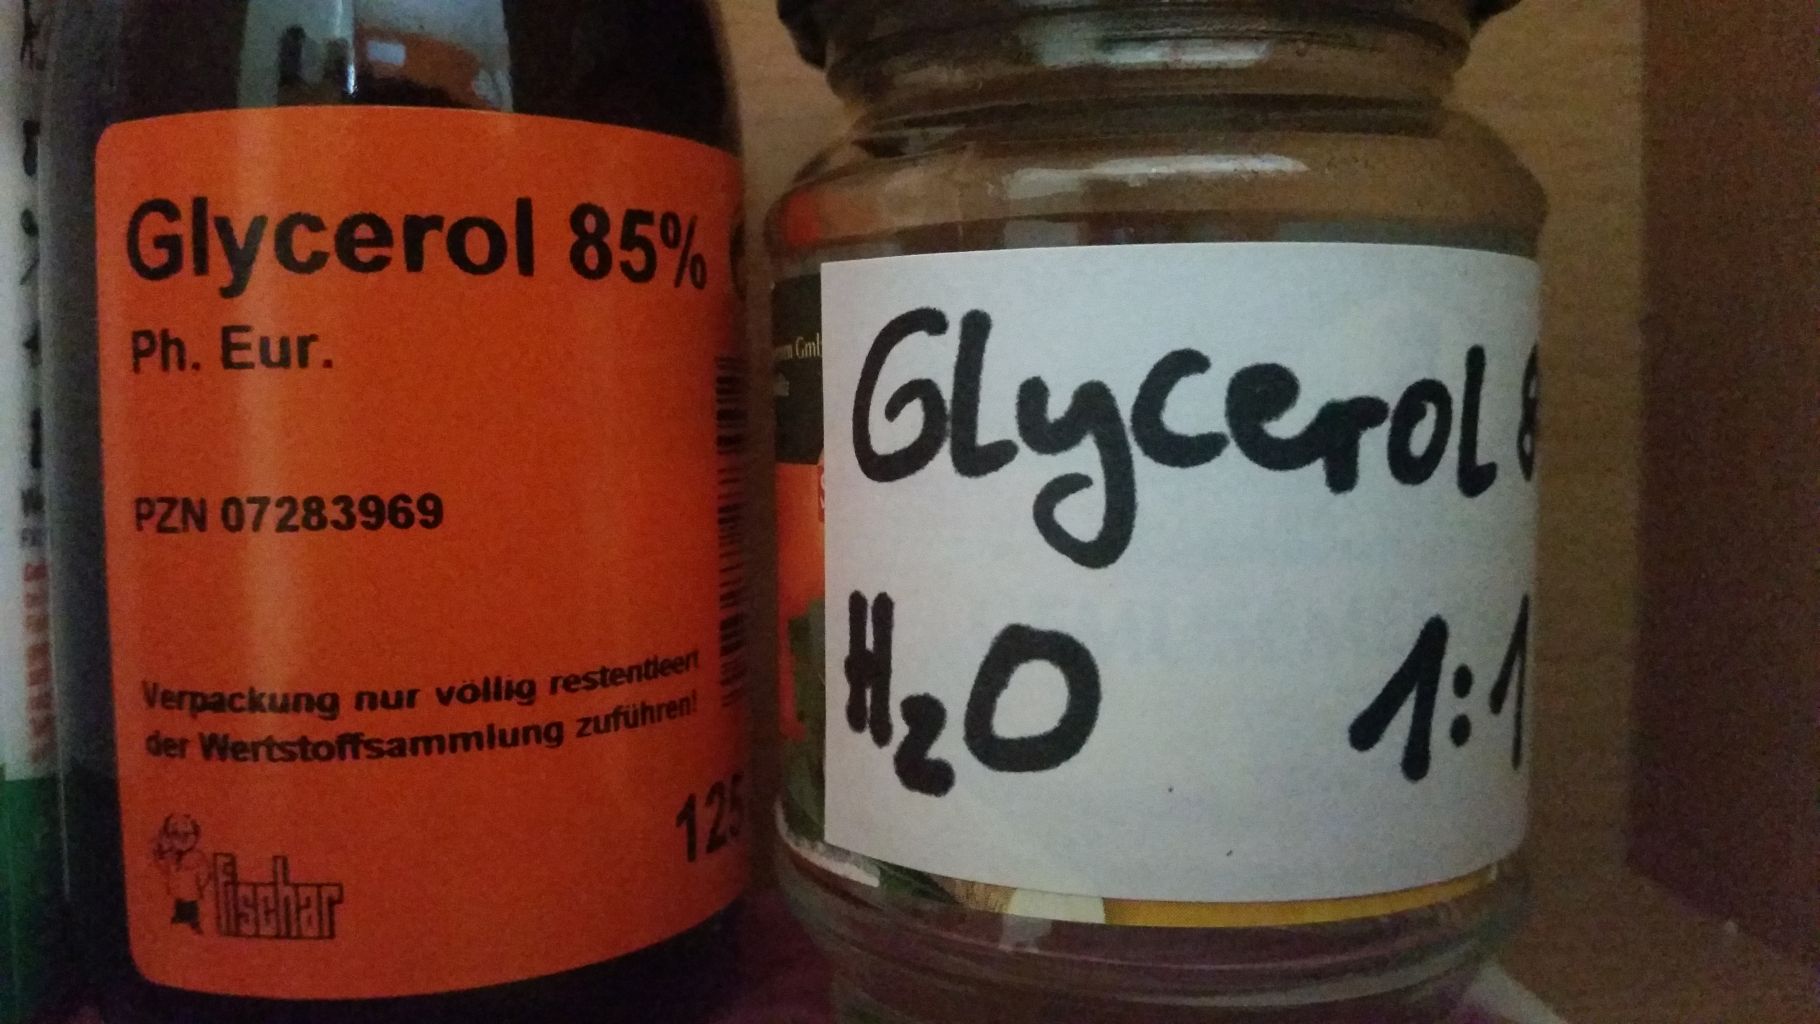 Glycerol 85%
Ph. Eur.
PZN 07283969
Verpackung nur völlig restentleert
der Wertstoffsammlung zuführen!
125
fischar
Glycerol 8
H₂O 1:1